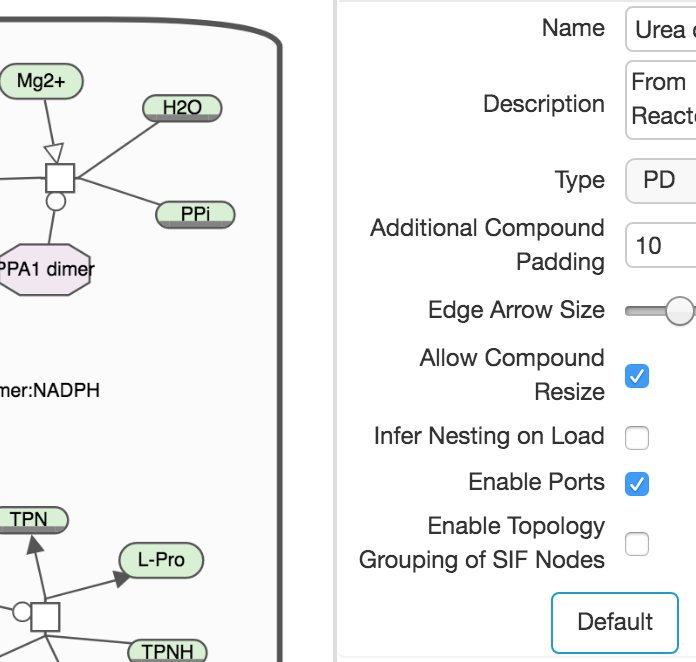 Mg2+
H2O
PPi
PPA1 dimer
mer:NADPH
TPN
L-Pro
TPNH
Name
Urea
Description
From
Type
PD
Additional Compound
Padding
10
Edge Arrow Size
Allow Compound
Resize
Infer Nesting on Load
Enable Ports
Enable Topology
Grouping of SIF Nodes
Default